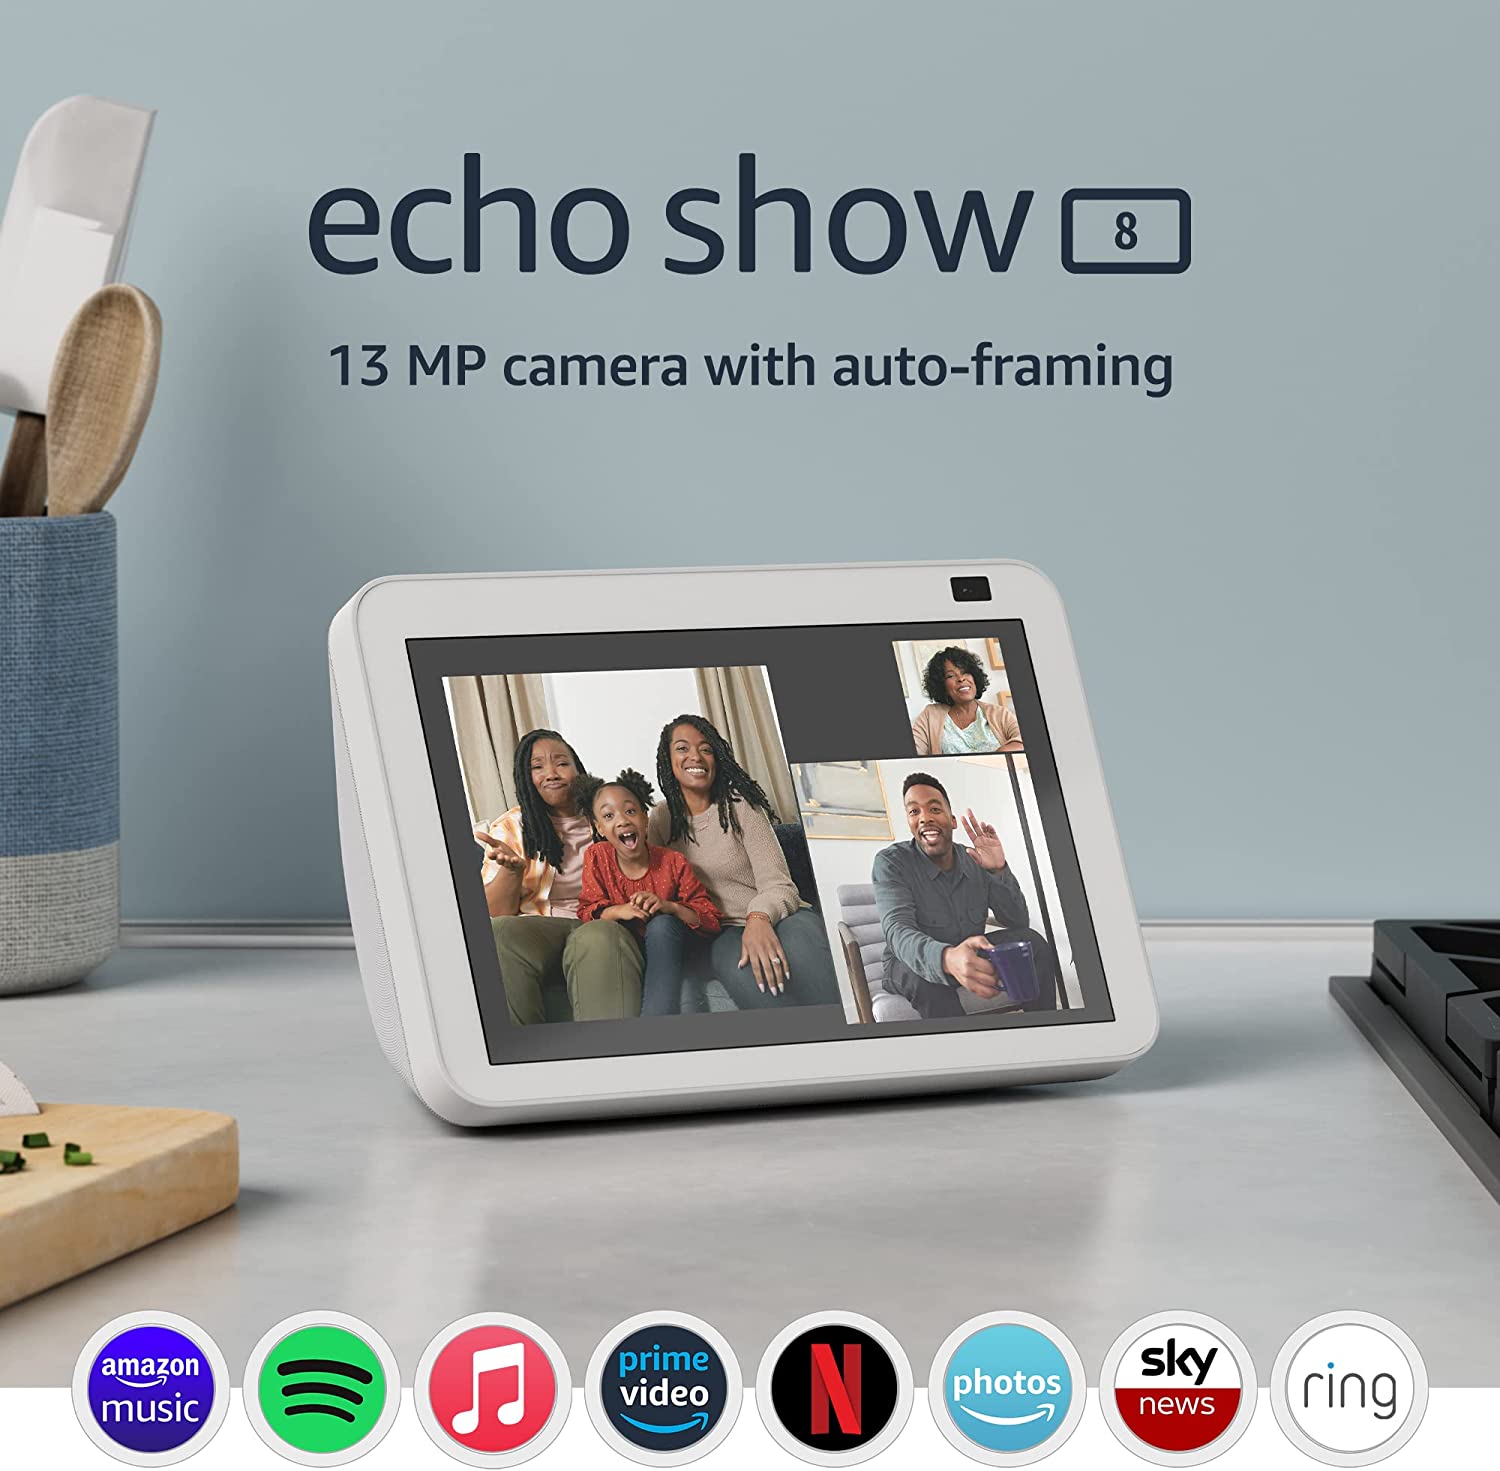 echo show 8
13 MP camera with auto-framing
amazon
music
prime
video
photos
sky
news
ring